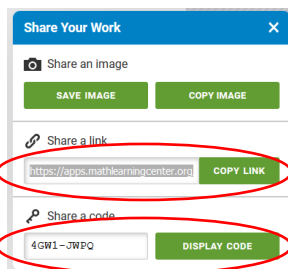 Share Your Work ×
Share an image
SAVE IMAGE COPY IMAGE
Share a link
https://apps.mathlearningcenter.org COPY LINK
Share a code
4GW1-JWPQ DISPLAY CODE